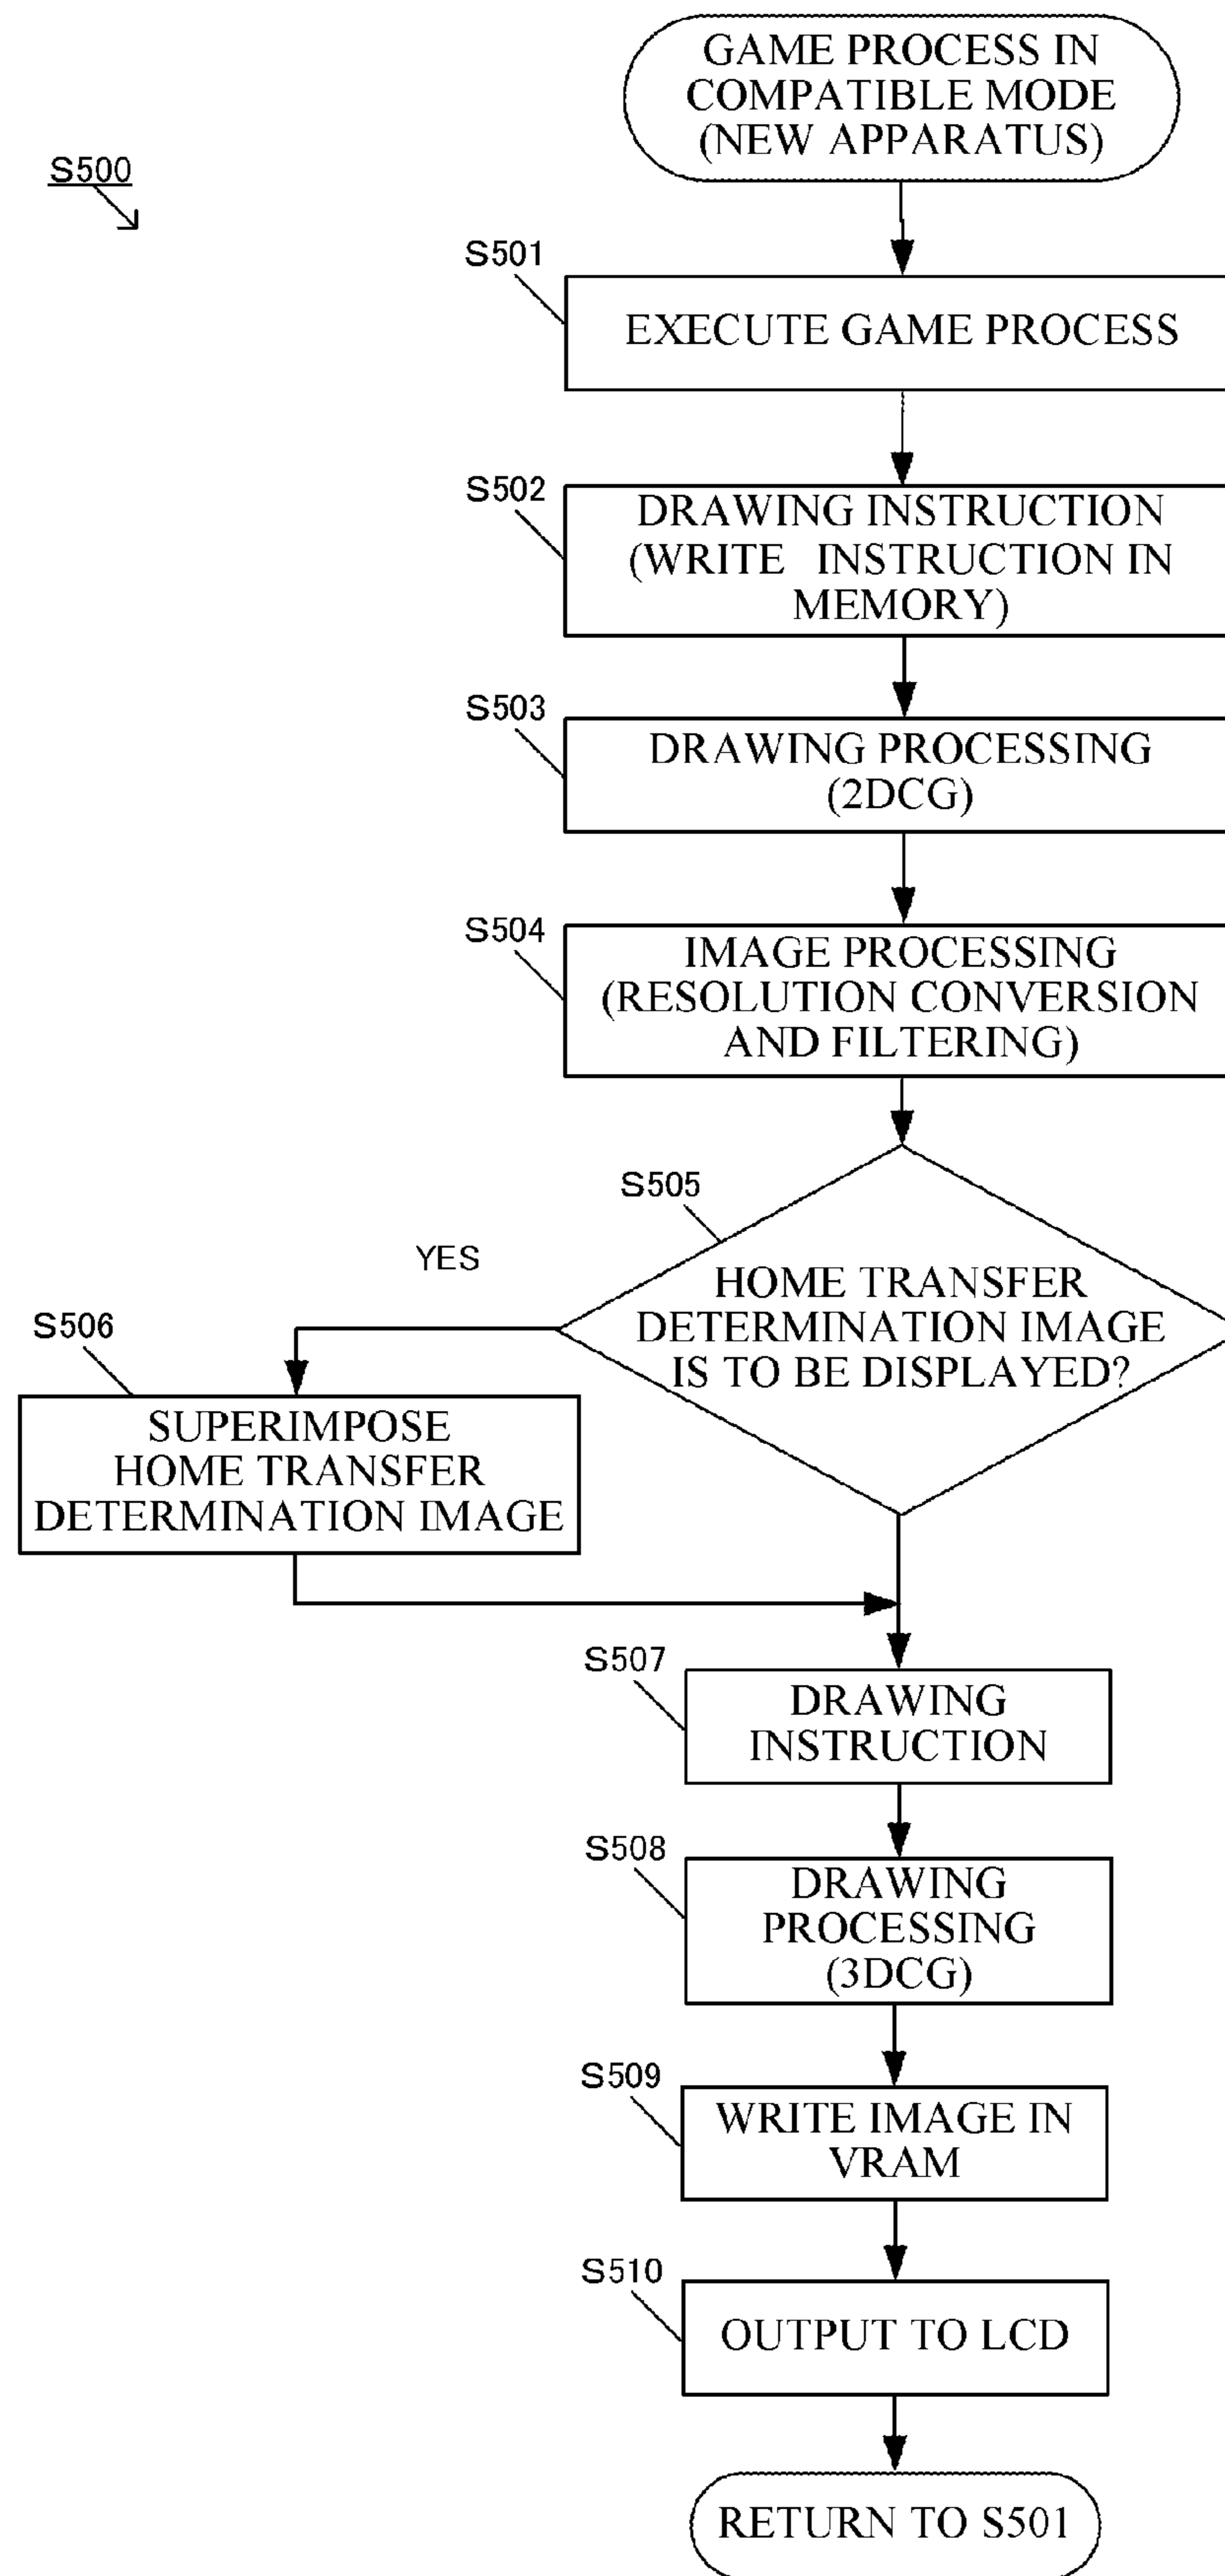 GAME PROCESS IN
COMPATIBLE MODE
(NEW APPARATUS)
S500
S501
EXECUTE GAME PROCESS
S502
DRAWING INSTRUCTION
(WRITE INSTRUCTION IN
MEMORY)
S503
DRAWING PROCESSING
(2DCG)
S504
IMAGE PROCESSING
(RESOLUTION CONVERSION
AND FILTERING)
S505
YES
HOME TRANSFER
DETERMINATION IMAGE
IS TO BE DISPLAYED?
S506
SUPERIMPOSE
HOME TRANSFER
DETERMINATION IMAGE
S507
DRAWING
INSTRUCTION
S508
DRAWING
PROCESSING
(3DCG)
S509
WRITE IMAGE IN
VRAM
S510
OUTPUT TO LCD
RETURN TO S501